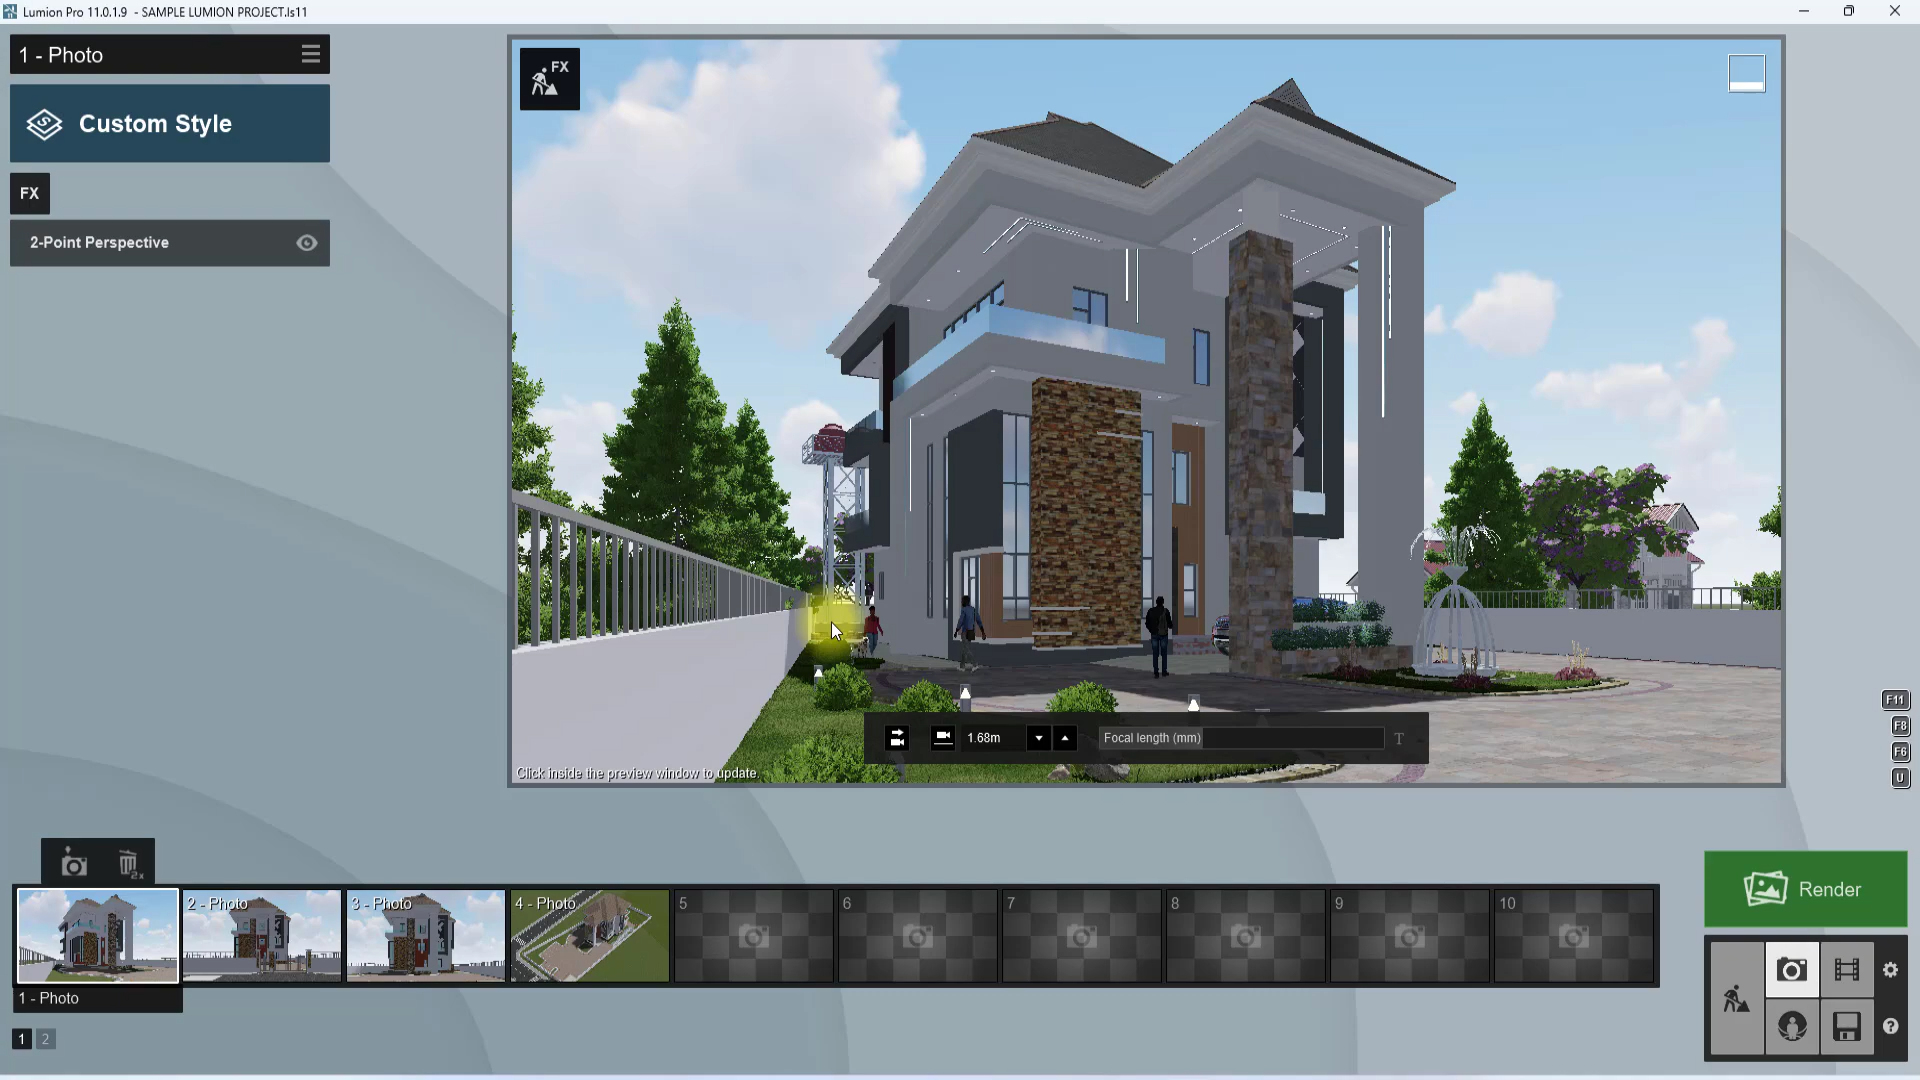 Lumion Pro 11.0.1.9 - SAMPLE LUMION PROJECT.ls11
1 - Photo
Custom Style
FX
2-Point Perspective
FX
1.68m
Focal length (mm)
T
Click inside the preview window to update.
F11
F8
F6
U
2x
2 - Photo
3 - Photo
4 - Photo
5
6
7
8
9
10
1 - Photo
1 2
Render
?